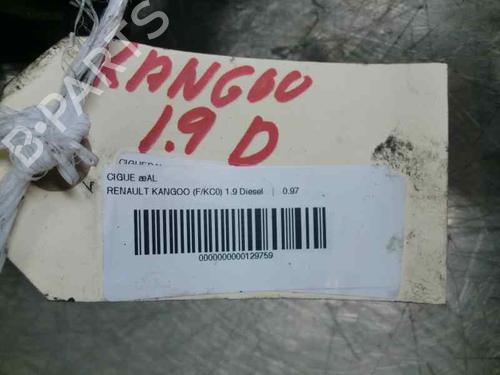 KANGOO
1.9 D
CIGUE æAL
RENAULT KANGOO (F/KC0) 1.9 Diesel | 0.97
0000000000129759
B-PARTS